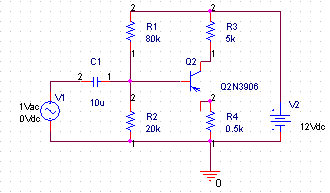 2 2
R1 R3
80k 5k
1 1
C1 Q2
2 1
V1 10u Q2N3906
1Vac 2 2 V2
0Vdc R2 R4
20k 0.5k 12Vdc
1 1
0